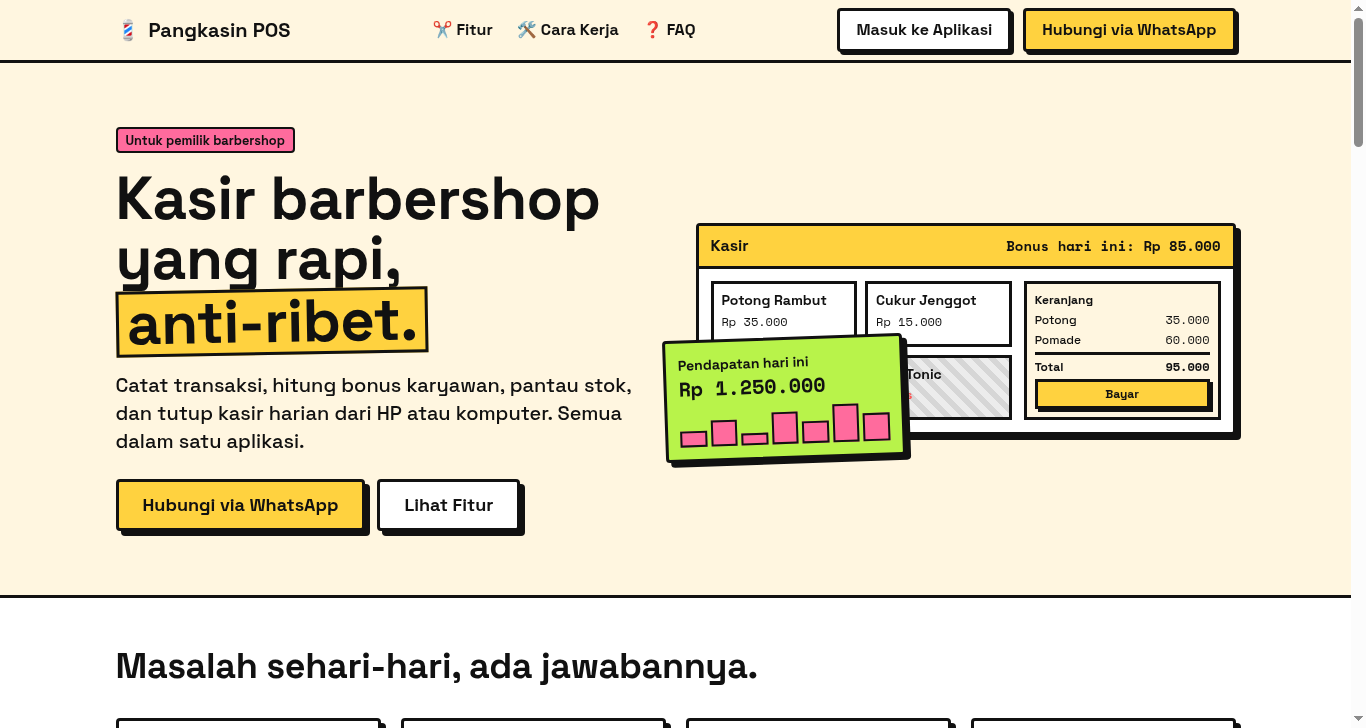 💈 Pangkasin POS
✂️ Fitur
🛠️ Cara Kerja
❓ FAQ
Masuk ke Aplikasi
Hubungi via WhatsApp
Untuk pemilik barbershop
Kasir barbershop
yang rapi,
anti-ribet.
Catat transaksi, hitung bonus karyawan, pantau stok,
dan tutup kasir harian dari HP atau komputer. Semua
dalam satu aplikasi.
Hubungi via WhatsApp
Lihat Fitur
Kasir
Bonus hari ini: Rp 85.000
Potong Rambut
Rp 35.000
Cukur Jenggot
Rp 15.000
Tonic
Keranjang
Potong 35.000
Pomade 60.000
Total 95.000
Bayar
Pendapatan hari ini
Rp 1.250.000
Masalah sehari-hari, ada jawabannya.